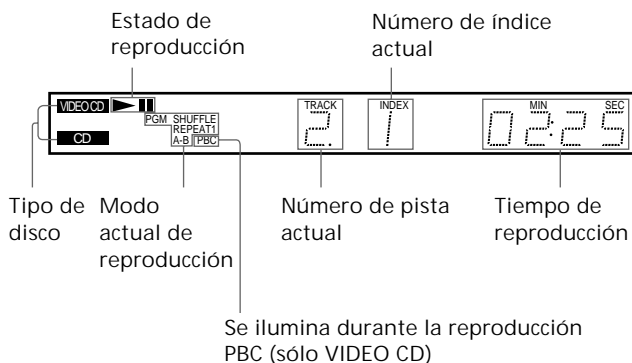 Estado de
reproducción
Número de índice
actual
VIDEO CD
CD
PGM SHUFFLE
REPEAT1
A-B PBC
TRACK
2.
INDEX
1
MIN SEC
02:25
Tipo de
disco
Modo
actual de
reproducción
Número de pista
actual
Tiempo de
reproducción
Se ilumina durante la reproducción
PBC (sólo VIDEO CD)